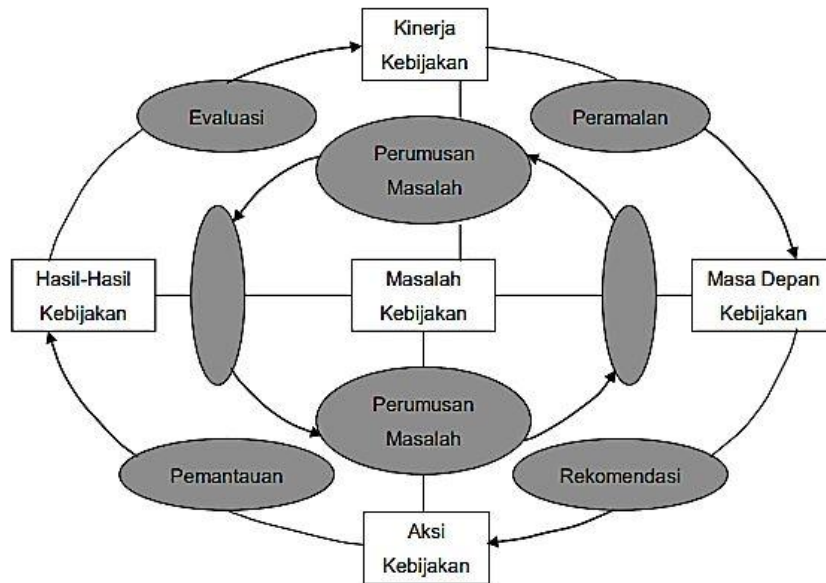 Kinerja
Kebijakan
Evaluasi
Peramalan
Perumusan
Masalah
Hasil-Hasil
Kebijakan
Masalah
Kebijakan
Masa Depan
Kebijakan
Perumusan
Masalah
Pemantauan
Rekomendasi
Aksi
Kebijakan